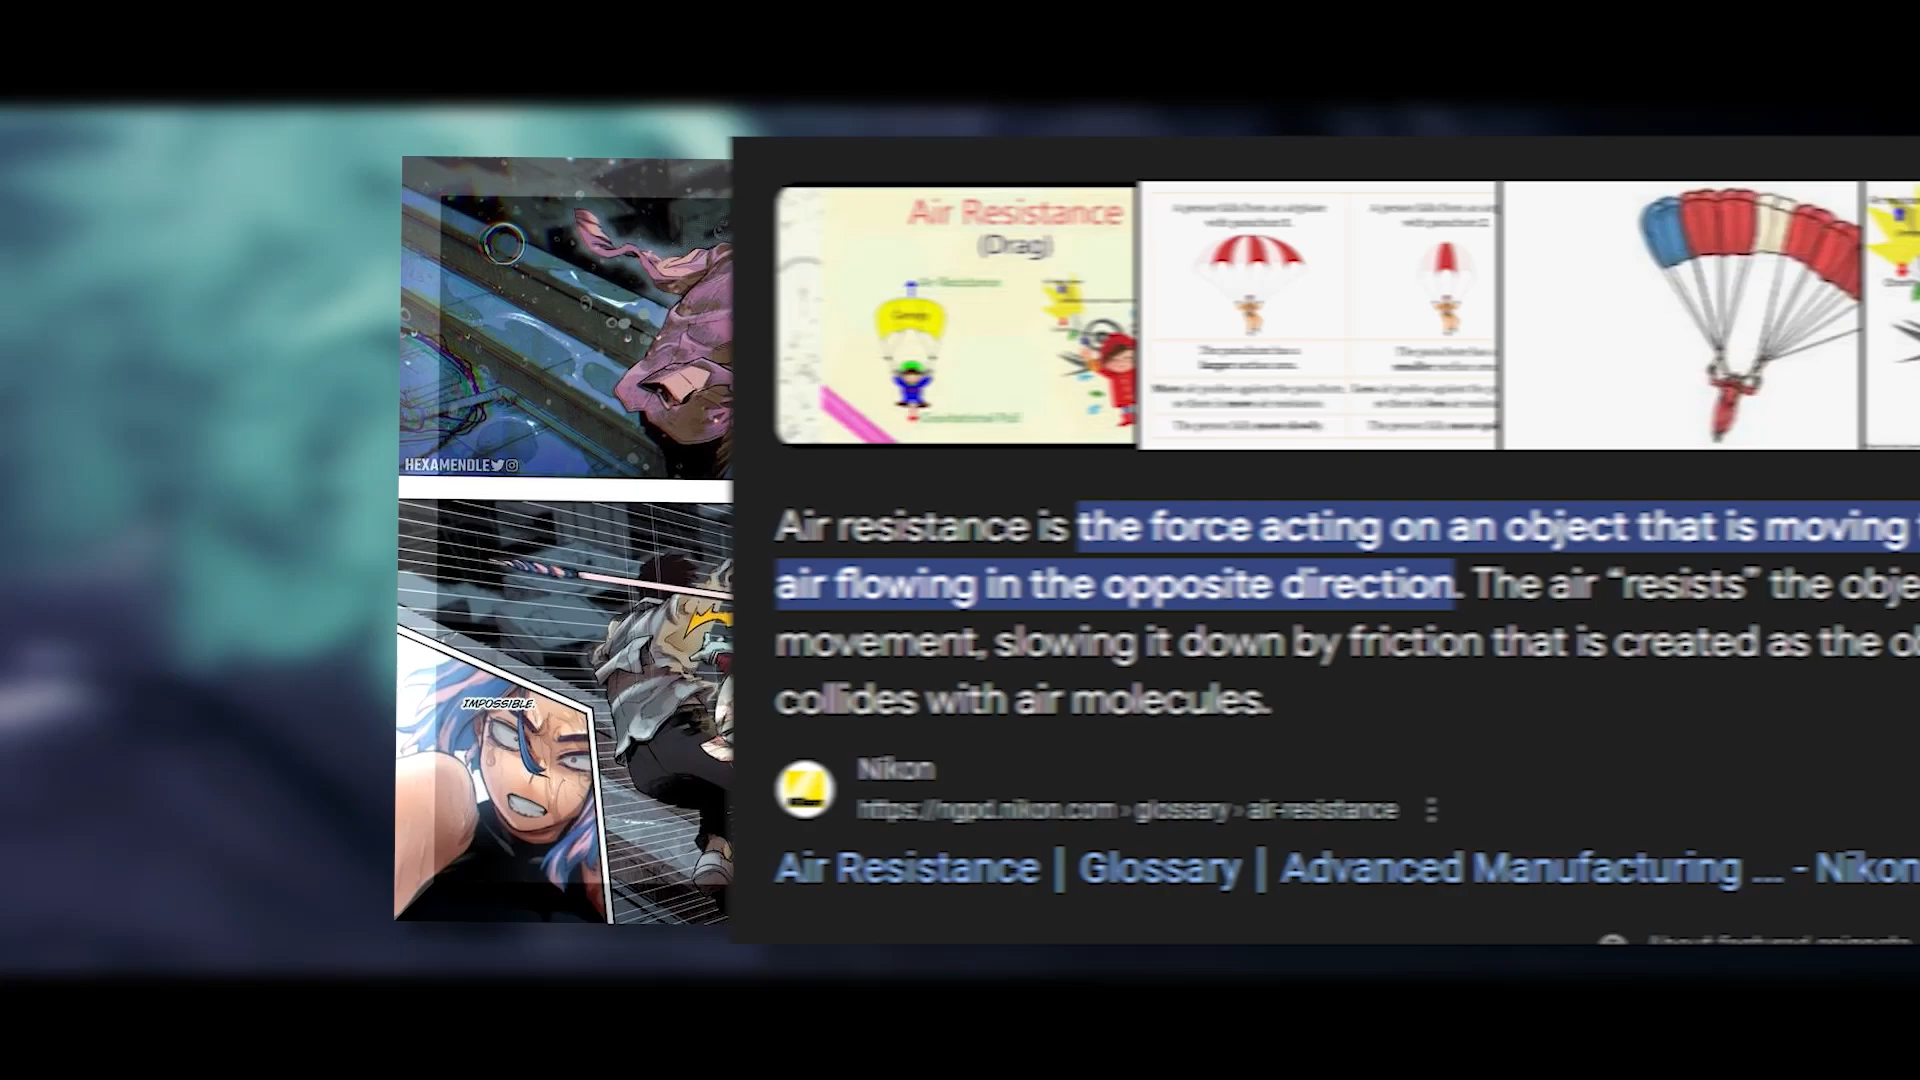 Air Resistance
(Drag)
HEXAMENDLE
Air resistance is the force acting on an object that is moving
air flowing in the opposite direction. The air “resists” the obje
movement, slowing it down by friction that is created as the ob
collides with air molecules.
IMPOSSIBLE.
Nikon
https://ngpd.nikon.com › glossary › air-resistance
Air Resistance | Glossary | Advanced Manufacturing ... - Nikon